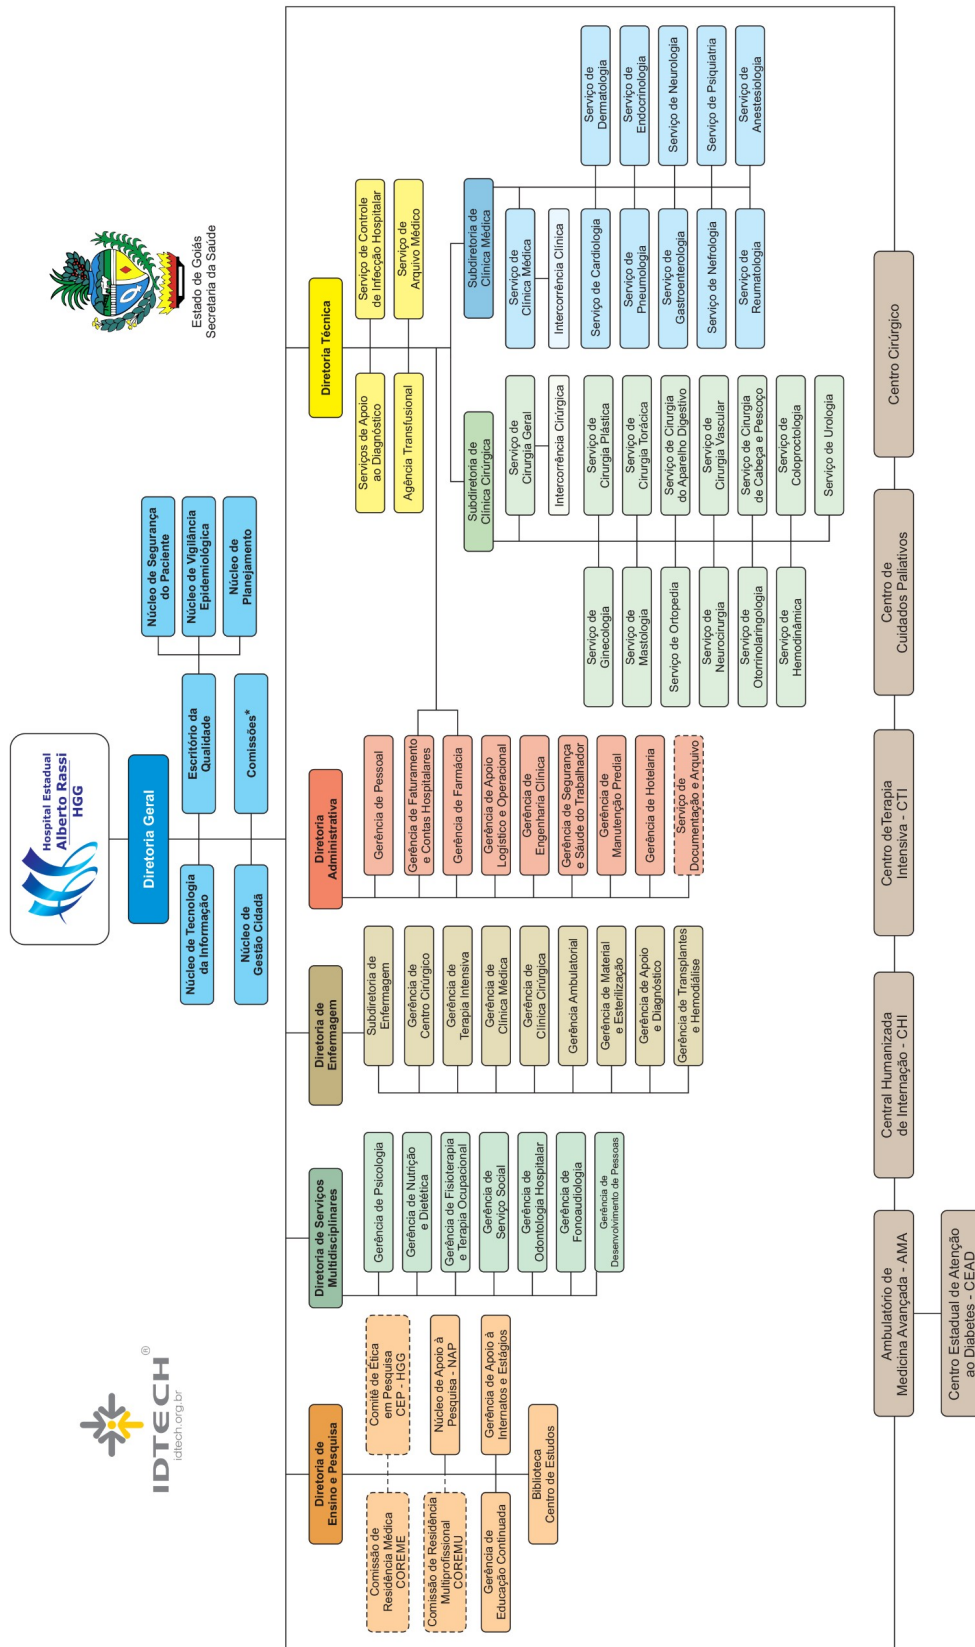 IDTECH®
idtech.org.br
Hospital Estadual
Alberto Rassi
HGG
Estado de Goiás
Secretaria da Saúde
Diretoria Geral
Núcleo de Tecnologia
da Informação
Escritório da
Qualidade
Núcleo de Segurança
do Paciente
Núcleo de Vigilância
Epidemiológica
Núcleo de
Planejamento
Núcleo de
Gestão Cidadã
Comissões*
Diretoria de
Ensino e Pesquisa
Comissão de
Residência Médica
COREME
Comitê de Ética
em Pesquisa
CEP - HGG
Comissão de Residência
Multiprofissional
COREMU
Núcleo de Apoio à
Pesquisa - NAP
Gerência de
Educação Continuada
Gerência de Apoio à
Internatos e Estágios
Biblioteca
Centro de Estudos
Diretoria de Serviços
Multidisciplinares
Gerência de Psicologia
Gerência de Nutrição
e Dietética
Gerência de Fisioterapia
e Terapia Ocupacional
Gerência de
Serviço Social
Gerência de
Odontologia Hospitalar
Gerência de
Fonoaudiologia
Gerência de
Desenvolvimento de Pessoas
Diretoria de
Enfermagem
Subdiretoria de
Enfermagem
Gerência de
Centro Cirúrgico
Gerência de
Terapia Intensiva
Gerência de
Clínica Médica
Gerência de
Clínica Cirúrgica
Gerência Ambulatorial
Gerência de Material
e Esterilização
Gerência de Apoio
e Diagnóstico
Gerência de Transplantes
e Hemodiálise
Diretoria
Administrativa
Gerência de Pessoal
Gerência de Faturamento
e Contas Hospitalares
Gerência de Farmácia
Gerência de Apoio
Logístico e Operacional
Gerência de
Engenharia Clínica
Gerência de Segurança
e Sáude do Trabalhador
Gerência de
Manutenção Predial
Gerência de Hotelaria
Serviço de
Documentação e Arquivo
Diretoria Técnica
Serviços de Apoio
ao Diagnóstico
Serviço de Controle
de Infecção Hospitalar
Agência Transfusional
Serviço de
Arquivo Médico
Subdiretoria de
Clínica Cirúrgica
Serviço de
Cirurgia Geral
Intercorrência Cirúrgica
Serviço de
Ginecologia
Serviço de
Cirurgia Plástica
Serviço de
Mastologia
Serviço de
Cirurgia Torácica
Serviço de Ortopedia
Serviço de Cirurgia
do Aparelho Digestivo
Serviço de
Neurocirurgia
Serviço de
Cirurgia Vascular
Serviço de
Otorrinolaringologia
Serviço de Cirurgia
de Cabeça e Pescoço
Serviço de
Hemodinâmica
Serviço de
Coloproctologia
Serviço de Urologia
Subdiretoria de
Clínica Médica
Serviço de
Clínica Médica
Intercorrência Clínica
Serviço de Cardiologia
Serviço de
Dermatologia
Serviço de
Pneumologia
Serviço de
Endocrinologia
Serviço de
Gastroenterologia
Serviço de Neurologia
Serviço de Nefrologia
Serviço de Psiquiatria
Serviço de
Reumatologia
Serviço de
Anestesiologia
Ambulatório de
Medicina Avançada - AMA
Central Humanizada
de Internação - CHI
Centro deTerapia
Intensiva - CTI
Centro de
Cuidados Paliativos
Centro Cirúrgico
Centro Estadual de Atenção
ao Diabetes - CEAD